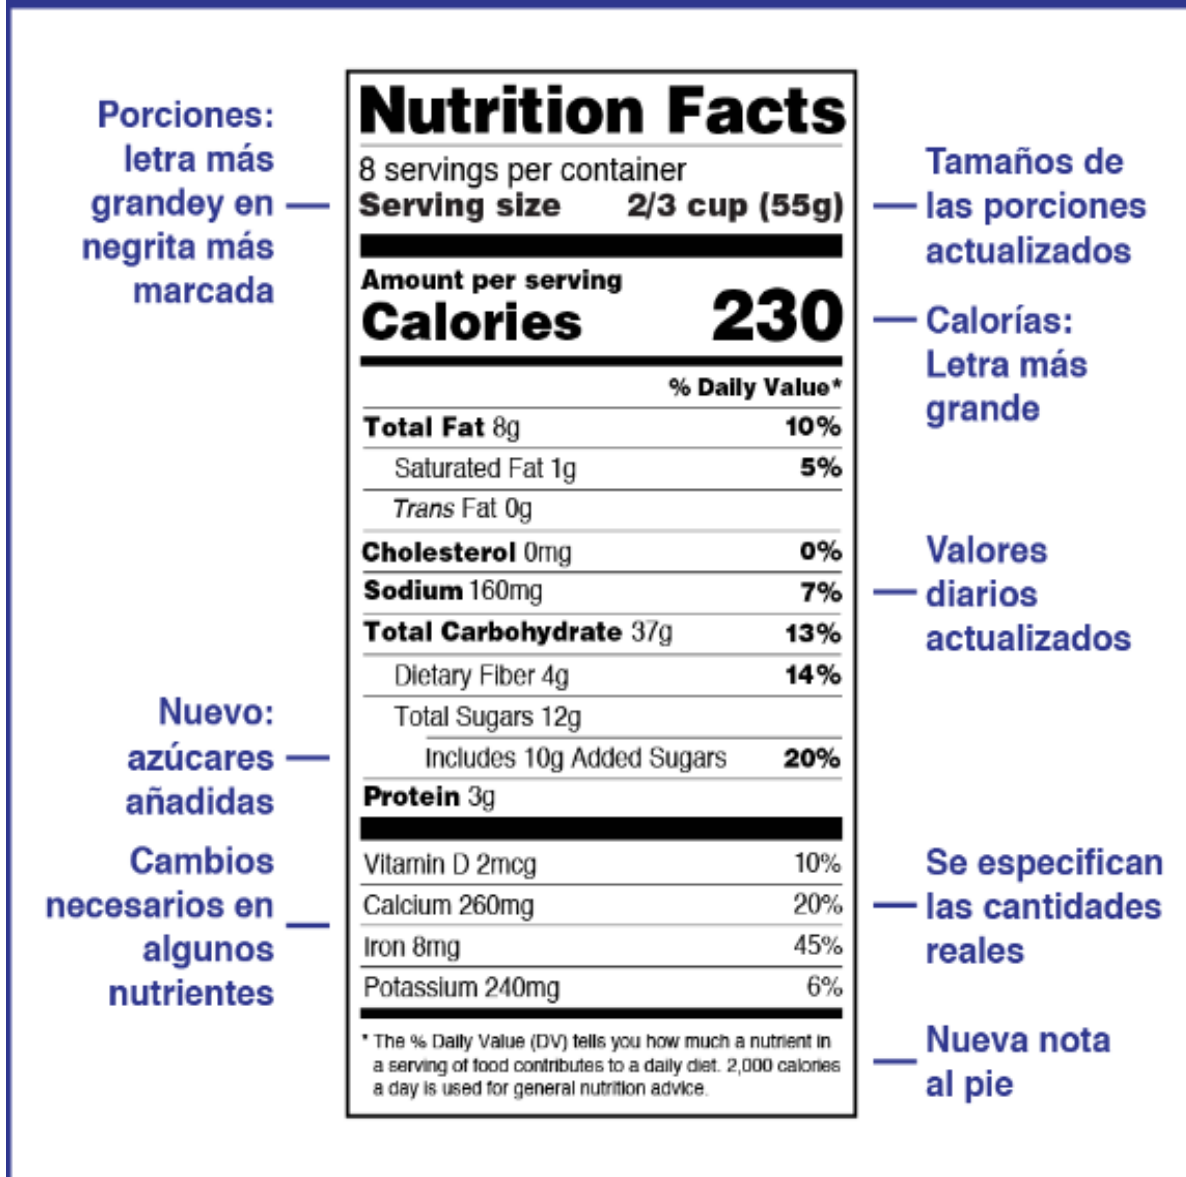 Porciones:
letra más
grandey en
negrita más
marcada
Nuevo:
azúcares
añadidas
Cambios
necesarios en
algunos
nutrientes
Nutrition Facts
8 servings per container
Serving size 2/3 cup (55g)
Amount per serving
Calories 230
% Daily Value*
Total Fat 8g 10%
Saturated Fat 1g 5%
Trans Fat 0g
Cholesterol 0mg 0%
Sodium 160mg 7%
Total Carbohydrate 37g 13%
Dietary Fiber 4g 14%
Total Sugars 12g
Includes 10g Added Sugars 20%
Protein 3g
Vitamin D 2mcg 10%
Calcium 260mg 20%
Iron 8mg 45%
Potassium 240mg 6%
* The % Daily Value (DV) tells you how much a nutrient in
a serving of food contributes to a daily diet. 2,000 calories
a day is used for general nutrition advice.
Tamaños de
las porciones
actualizados
Calorías:
Letra más
grande
Valores
diarios
actualizados
Se especifican
las cantidades
reales
Nueva nota
al pie